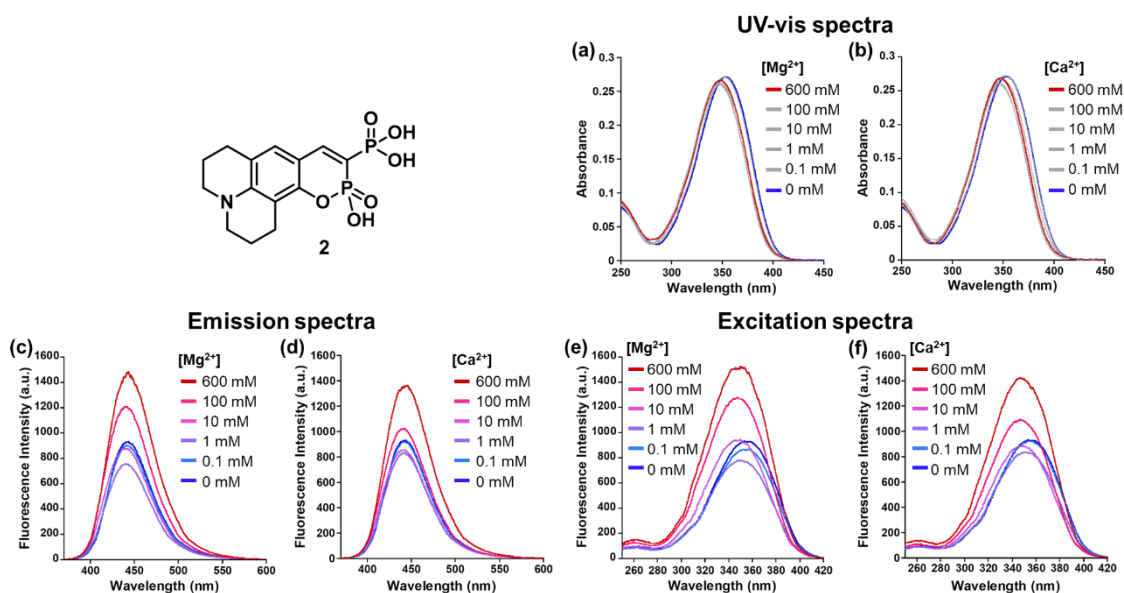 UV-vis spectra
(a)
[Mg²⁺]
600 mM
100 mM
10 mM
1 mM
0.1 mM
0 mM
0.3
0.25
0.2
0.15
0.1
0.05
0
Absorbance
250 300 350 400 450
Wavelength (nm)
(b)
[Ca²⁺]
600 mM
100 mM
10 mM
1 mM
0.1 mM
0 mM
0.3
0.25
0.2
0.15
0.1
0.05
0
Absorbance
250 300 350 400 450
Wavelength (nm)
O
P
OH
OH
P
O
O
OH
N
2
Emission spectra
(c)
[Mg²⁺]
600 mM
100 mM
10 mM
1 mM
0.1 mM
0 mM
1600
1400
1200
1000
800
600
400
200
0
Fluorescence Intensity (a.u.)
400 450 500 550 600
Wavelength (nm)
(d)
[Ca²⁺]
600 mM
100 mM
10 mM
1 mM
0.1 mM
0 mM
1600
1400
1200
1000
800
600
400
200
0
Fluorescence Intensity (a.u.)
400 450 500 550 600
Wavelength (nm)
Excitation spectra
(e)
[Mg²⁺]
600 mM
100 mM
10 mM
1 mM
0.1 mM
0 mM
1600
1400
1200
1000
800
600
400
200
0
Fluorescence Intensity (a.u.)
260 280 300 320 340 360 380 400 420
Wavelength (nm)
(f)
[Ca²⁺]
600 mM
100 mM
10 mM
1 mM
0.1 mM
0 mM
1600
1400
1200
1000
800
600
400
200
0
Fluorescence Intensity (a.u.)
260 280 300 320 340 360 380 400 420
Wavelength (nm)